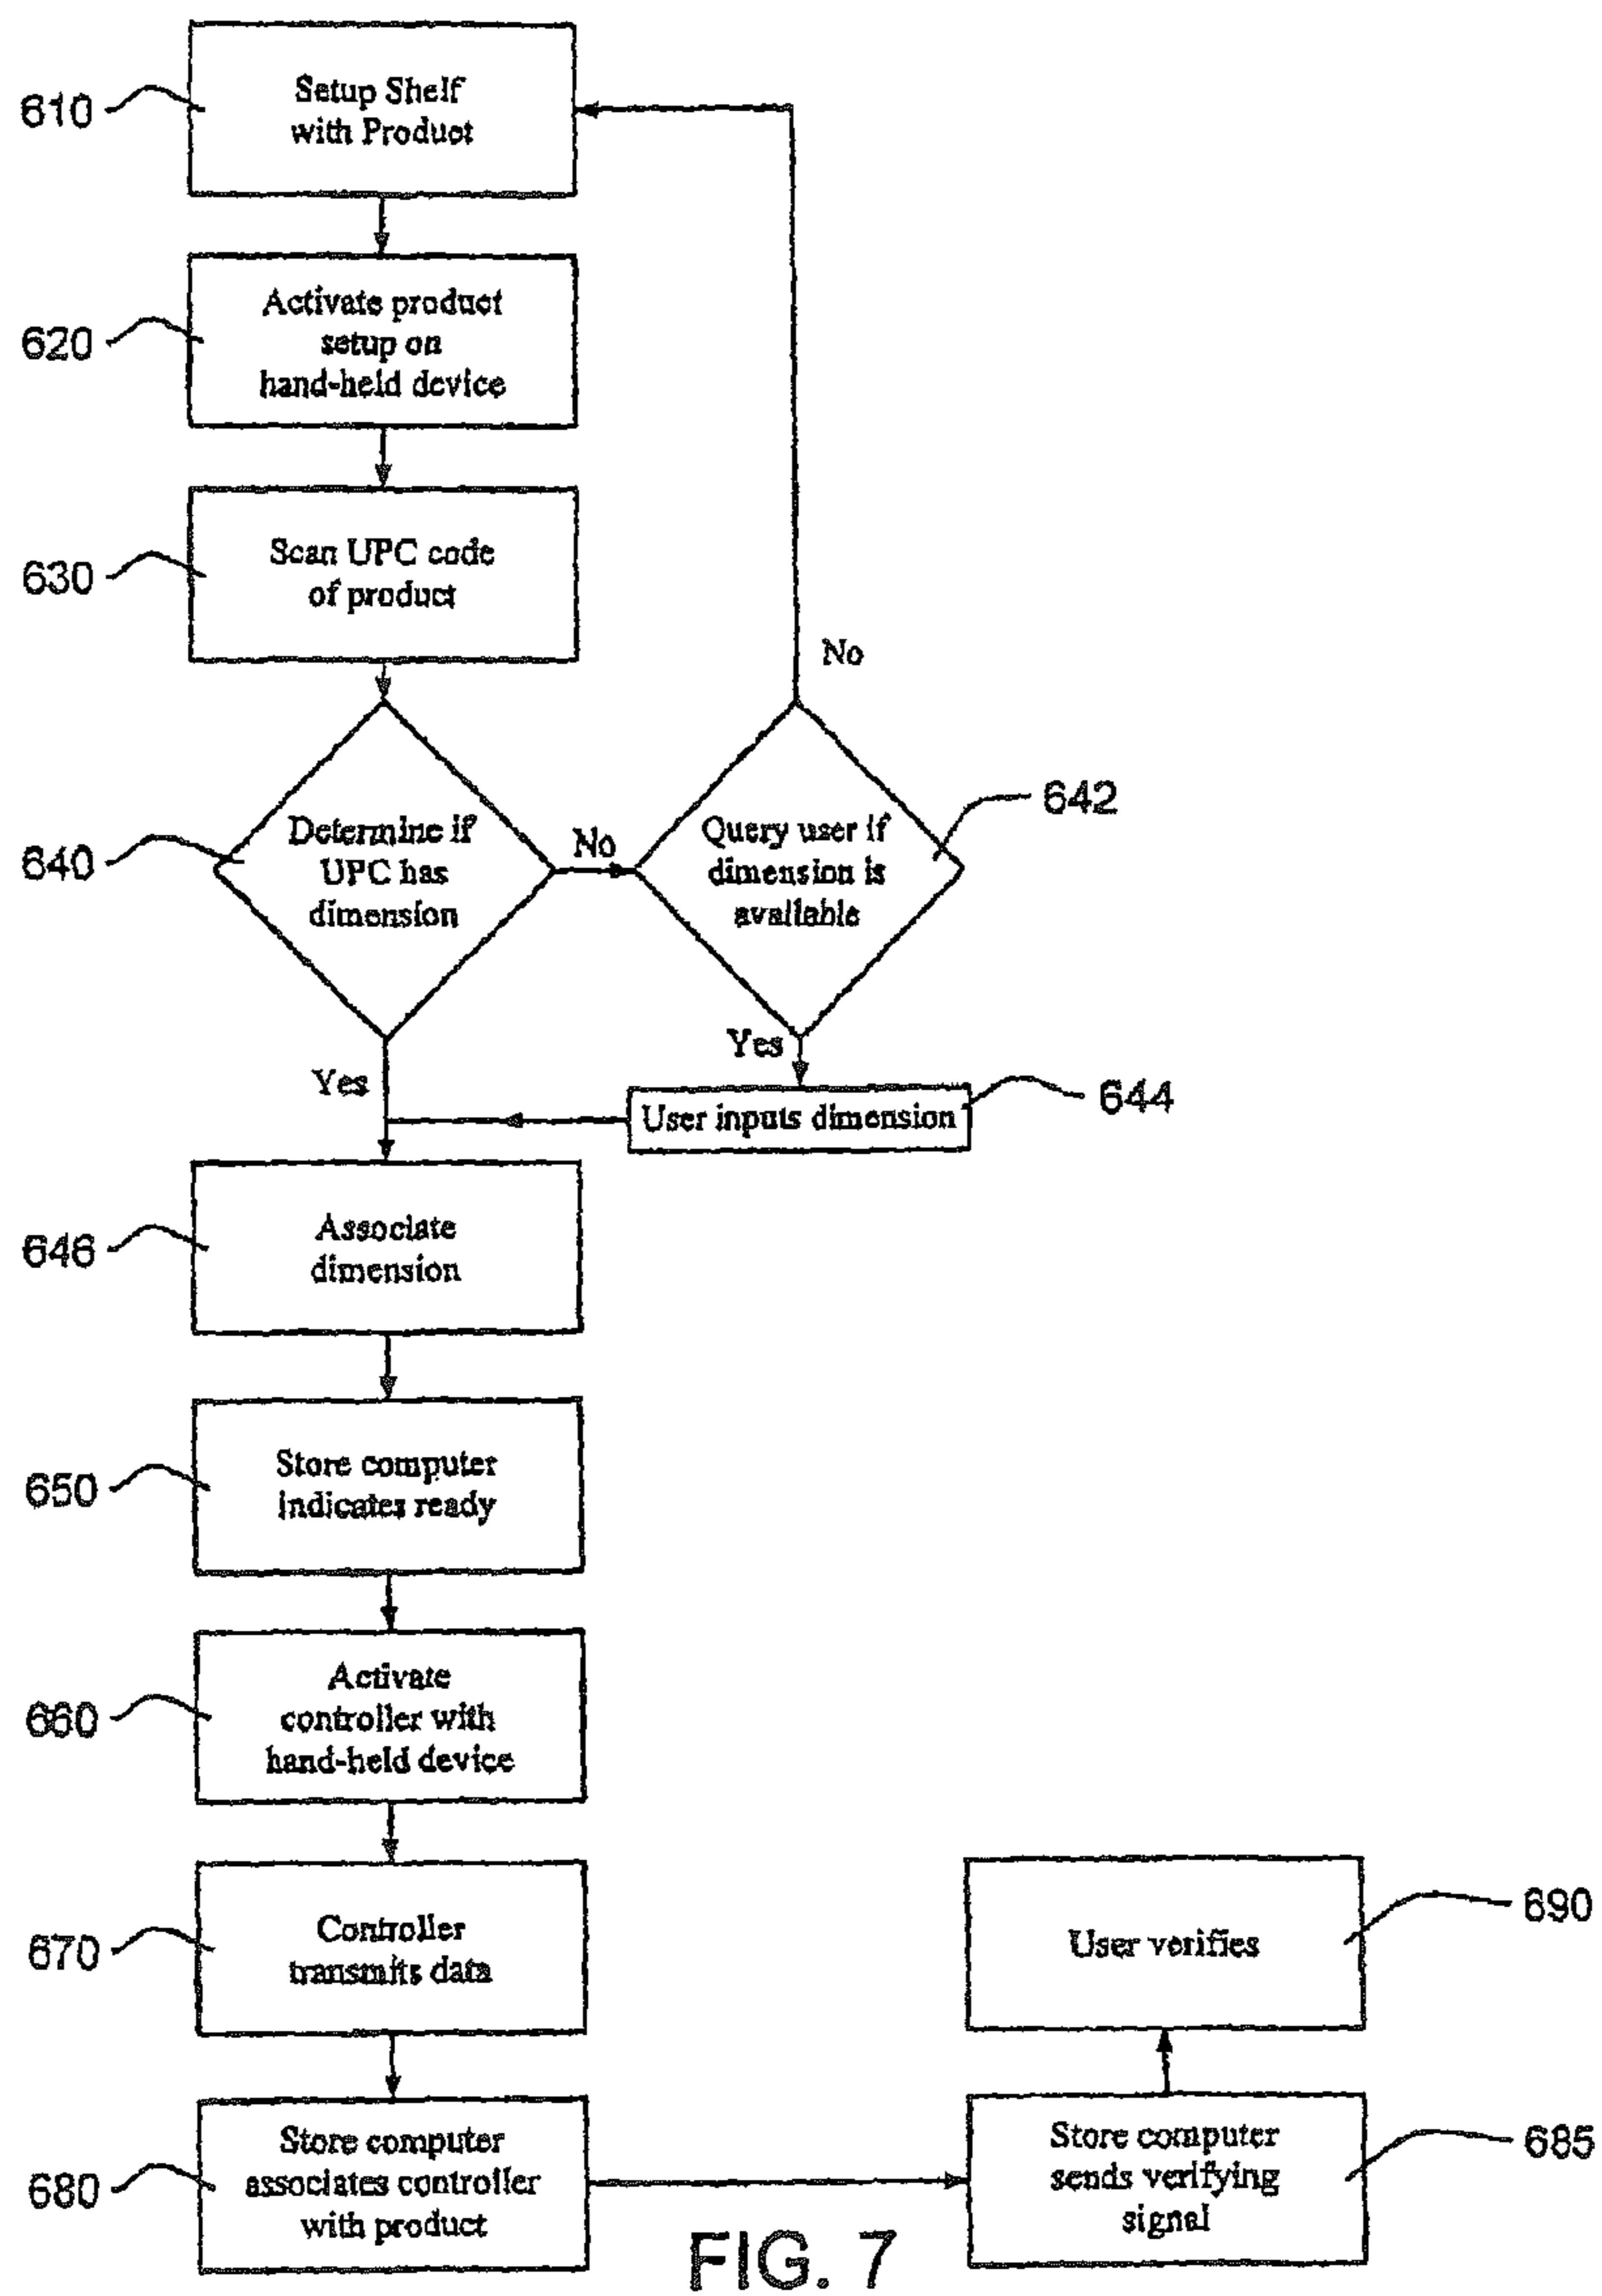 610
Setup Shelf
with Product
620
Activate product
setup on
hand-held device
630
Scan UPC code
of product
No
640
Determine if
UPC has
dimension
No
Query user if
dimension is
available
642
Yes
Yes
User inputs dimension
644
646
Associate
dimension
650
Store computer
indicates ready
660
Activate
controller with
hand-held device
670
Controller
transmits data
User verifies
690
680
Store computer
associates controller
with product
Store computer
sends verifying
signal
685
FIG. 7